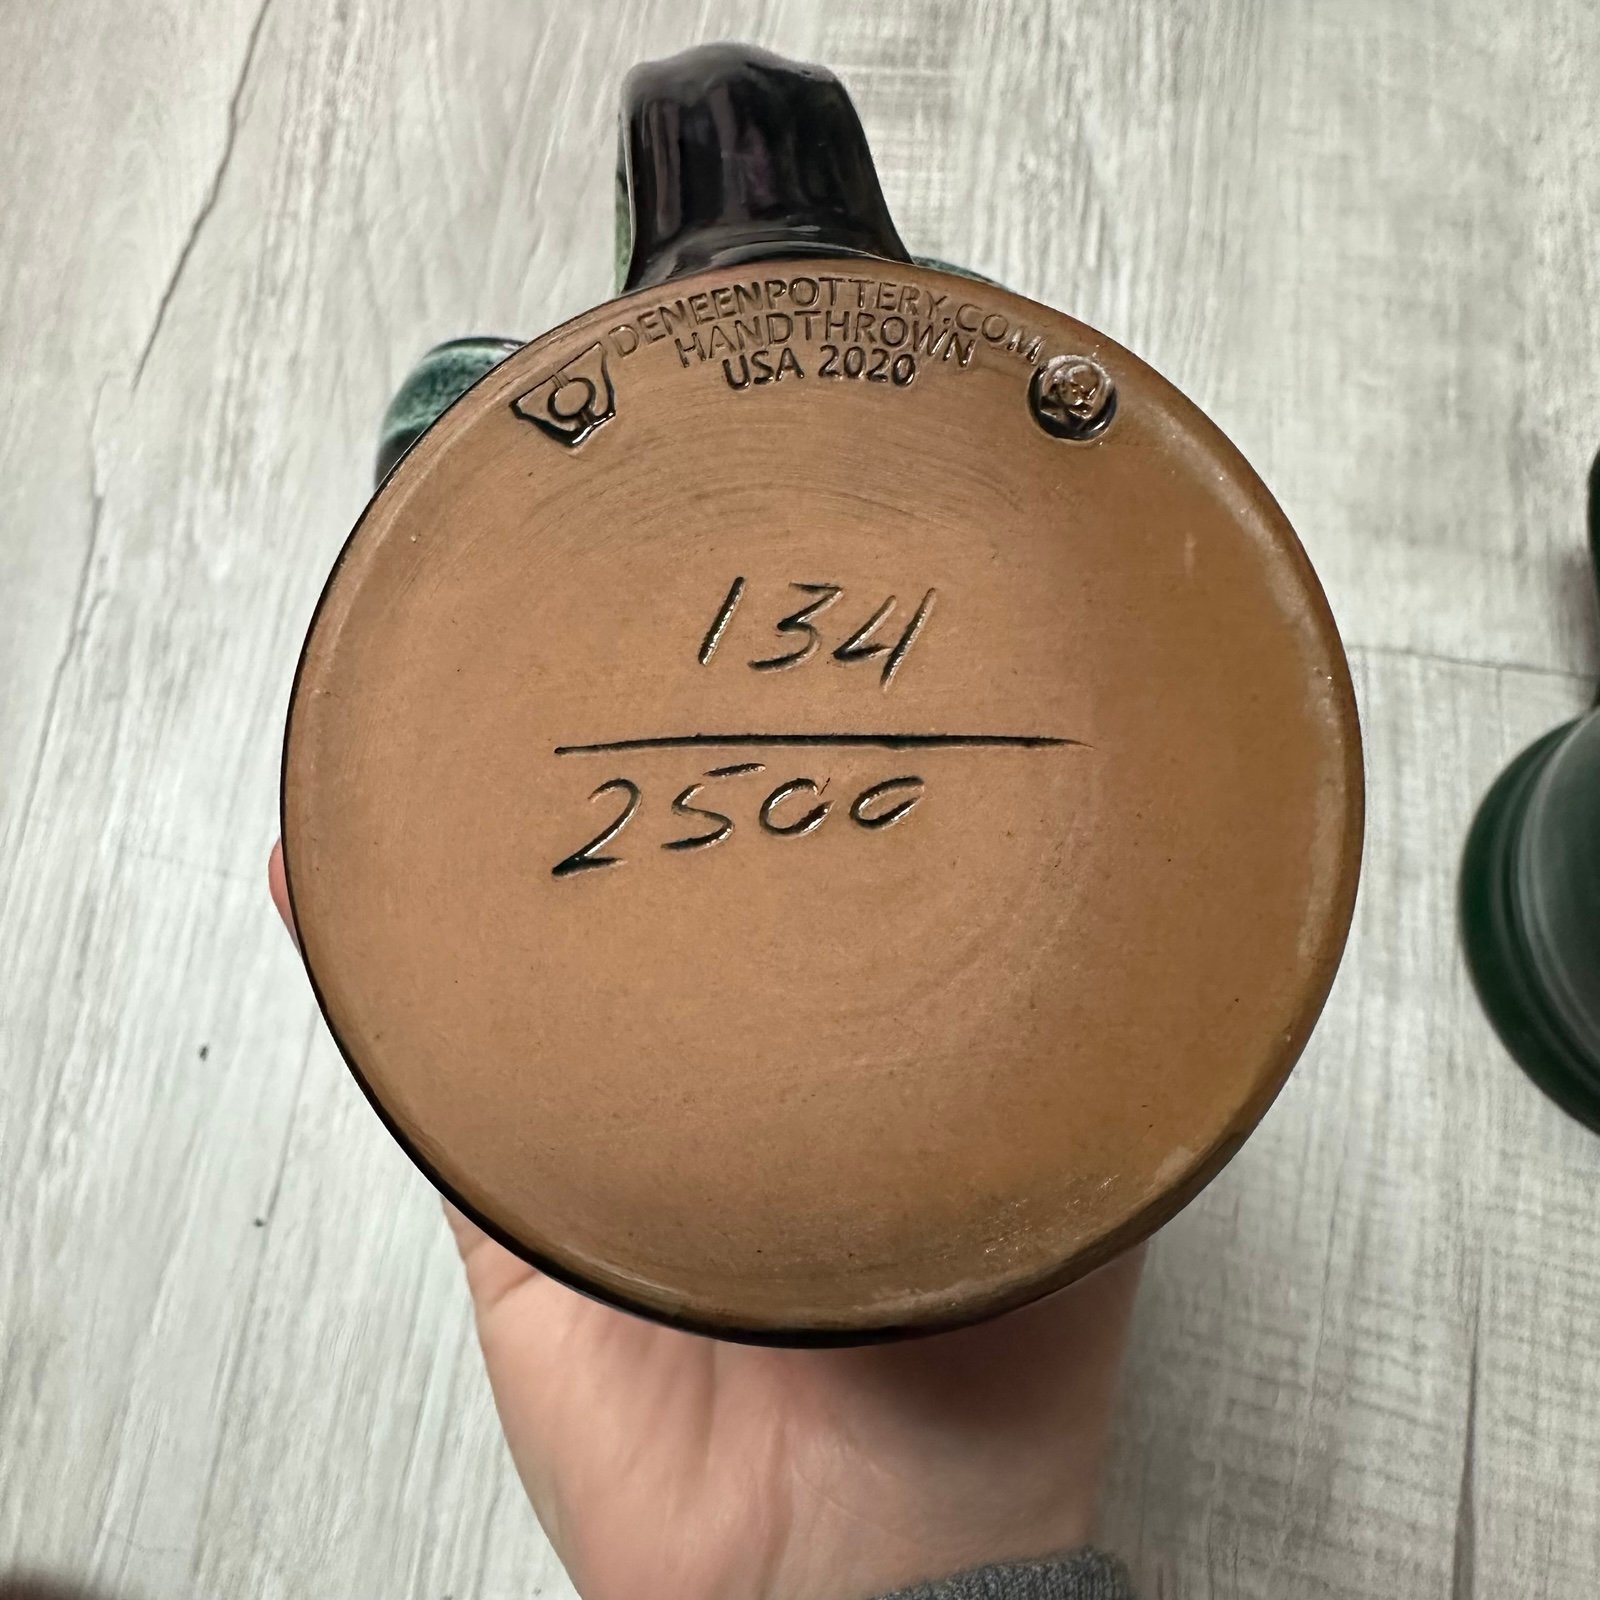 DENEENPOTTERY.COM
HANDTHROWN
USA 2020
134
2500